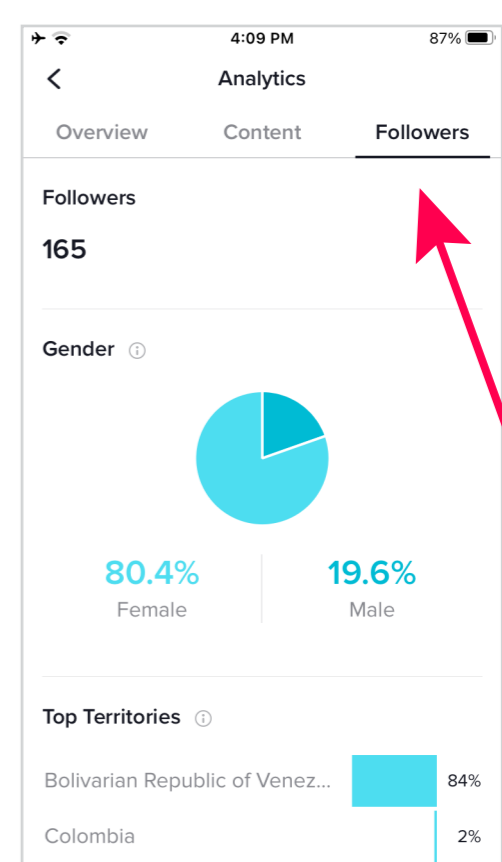 4:09 PM 87%
Analytics
Overview Content Followers
Followers
165
Gender
80.4% 19.6%
Female Male
Top Territories
Bolivarian Republic of Venez... 84%
Colombia 2%